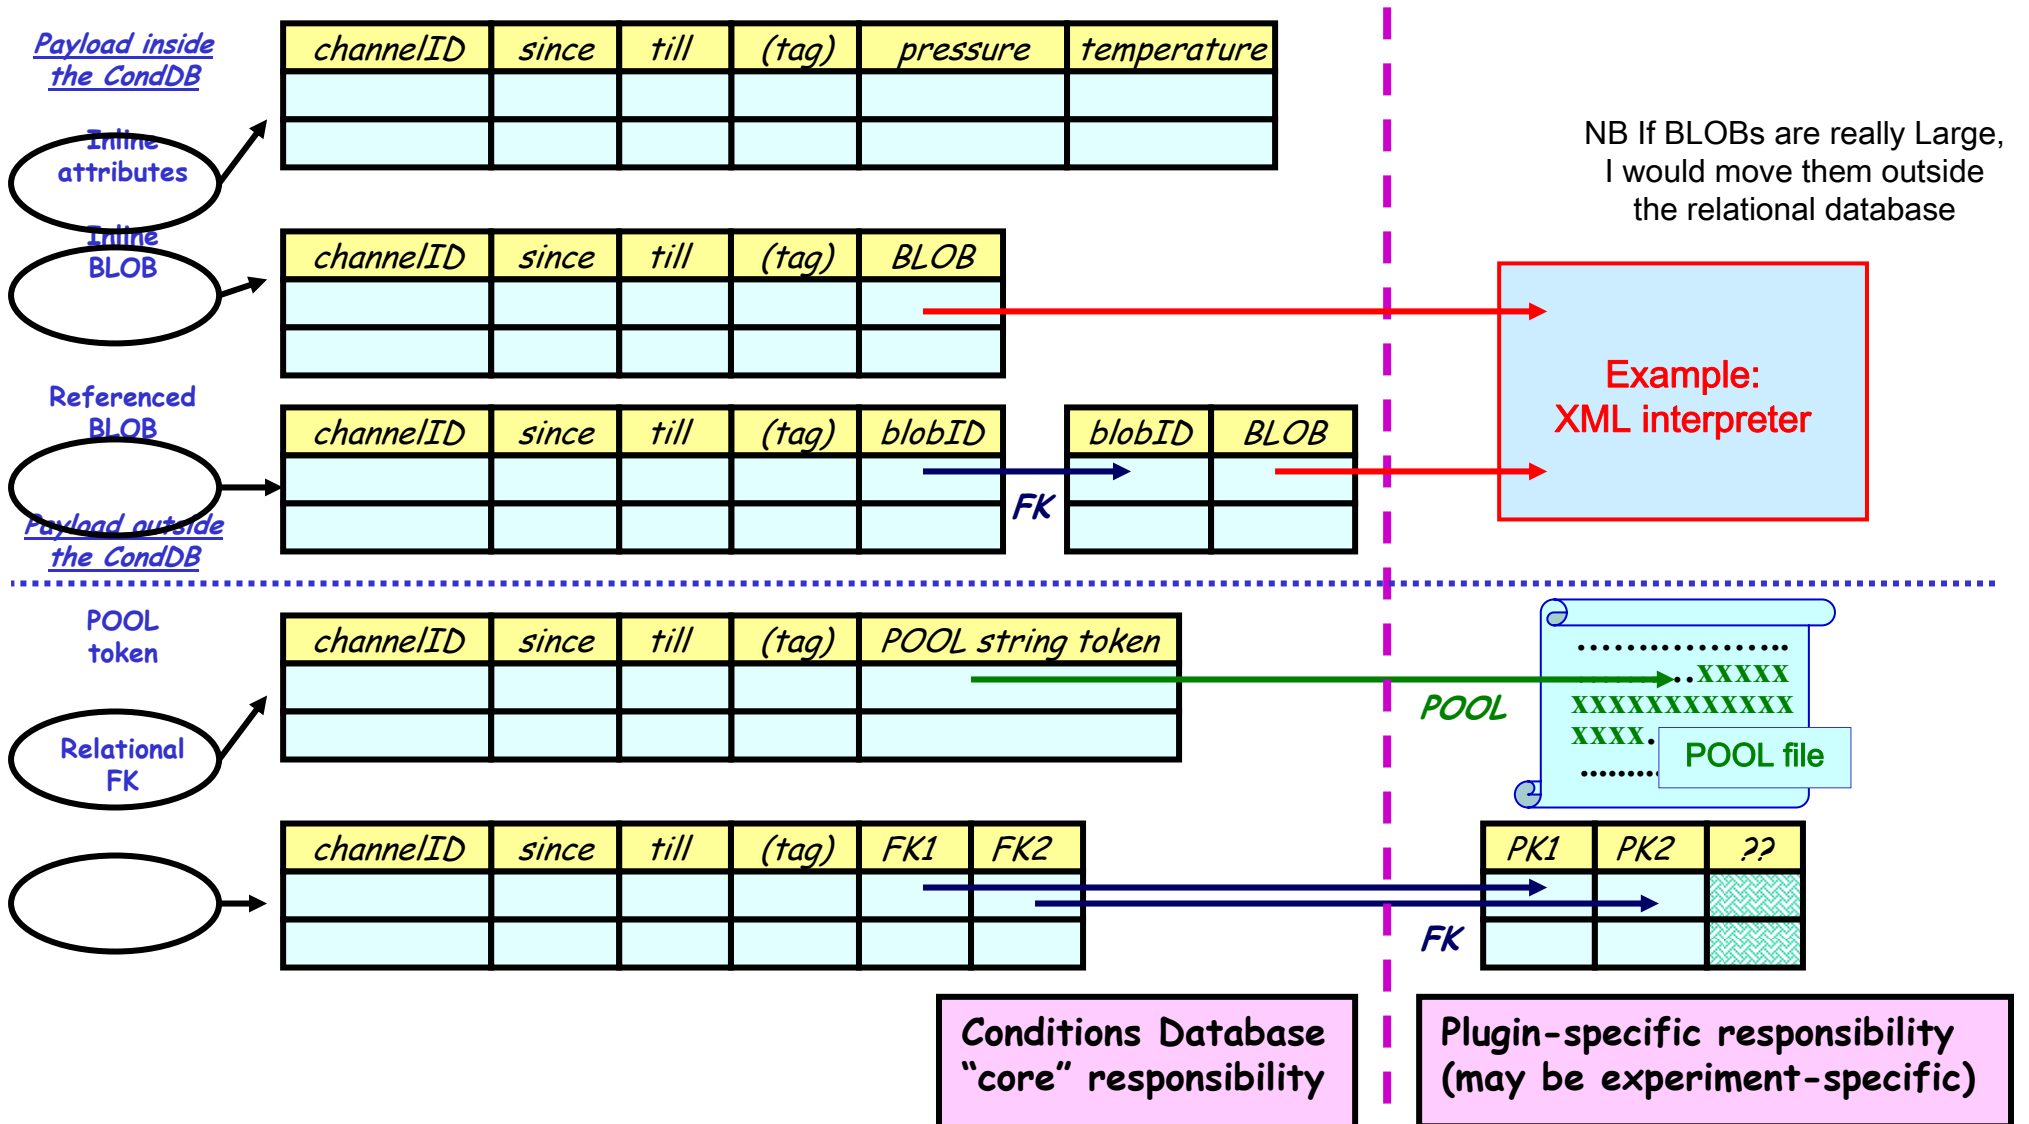 Payload inside
the CondDB
channelID since till (tag) pressure temperature
Inline
attributes
NB If BLOBs are really Large,
I would move them outside
the relational database
Inline
BLOB
channelID since till (tag) BLOB
Example:
XML interpreter
Referenced
BLOB
channelID since till (tag) blobID
blobID BLOB
FK
Payload outside
the CondDB
POOL
token
channelID since till (tag) POOL string token
POOL
..................
..........xxxxx
xxxxxxxxxxxx
xxxx.
.........
POOL file
Relational
FK
channelID since till (tag) FK1 FK2
PK1 PK2 ??
FK
Conditions Database
“core” responsibility
Plugin-specific responsibility
(may be experiment-specific)